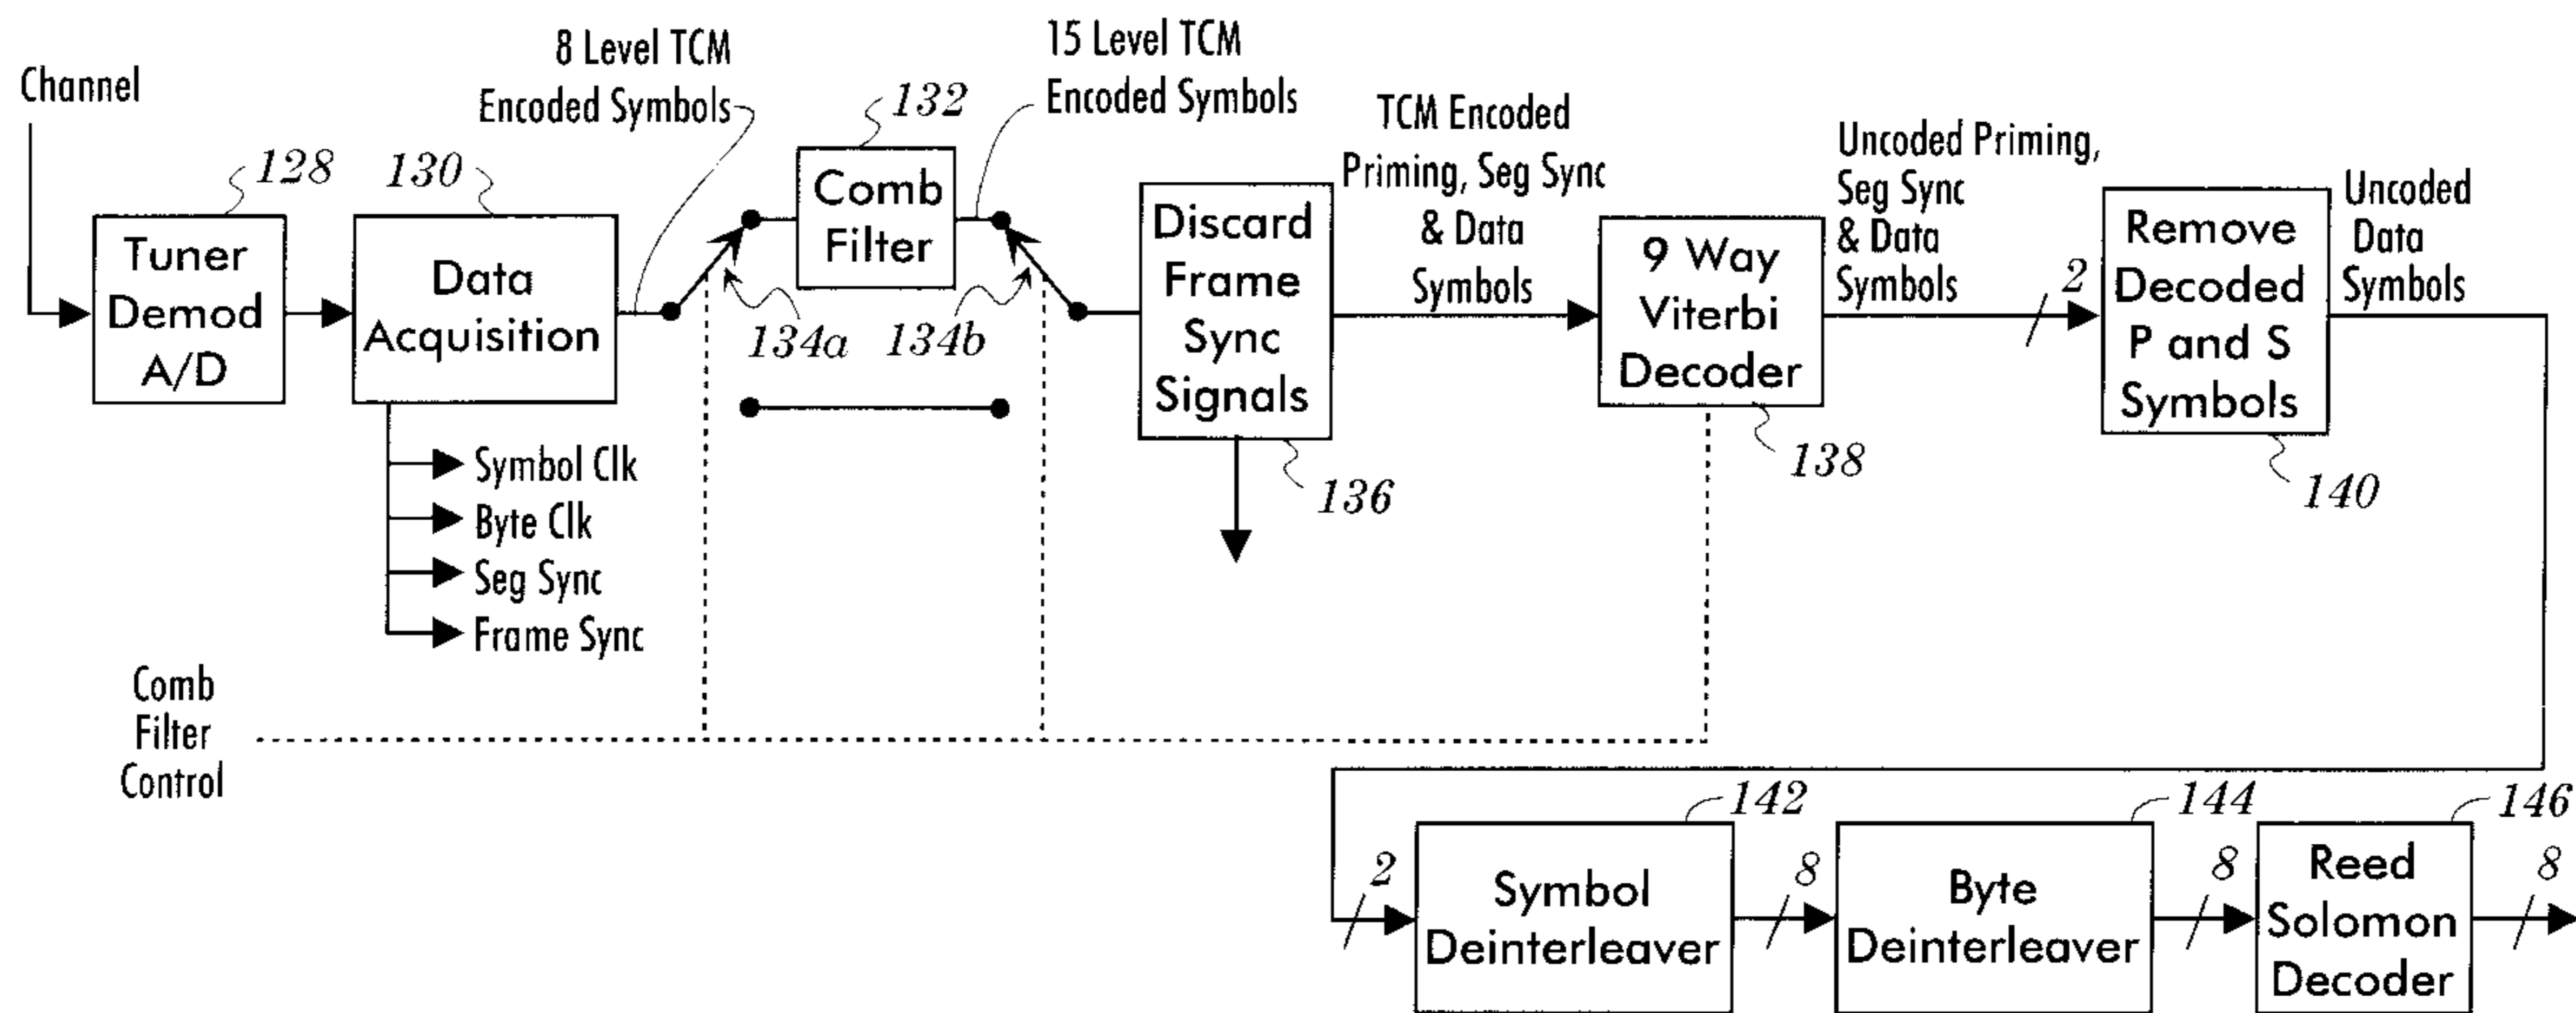 Channel
8 Level TCM
Encoded Symbols
15 Level TCM
Encoded Symbols
128
Tuner
Demod
A/D
130
Data
Acquisition
Symbol Clk
Byte Clk
Seg Sync
Frame Sync
132
Comb
Filter
134a
134b
Discard
Frame
Sync
Signals
136
TCM Encoded
Priming, Seg Sync
& Data
Symbols
9 Way
Viterbi
Decoder
138
Uncoded Priming,
Seg Sync
& Data
Symbols
2
Remove
Decoded
P and S
Symbols
140
Uncoded
Data
Symbols
Comb
Filter
Control
2
142
Symbol
Deinterleaver
8
144
Byte
Deinterleaver
8
146
Reed
Solomon
Decoder
8